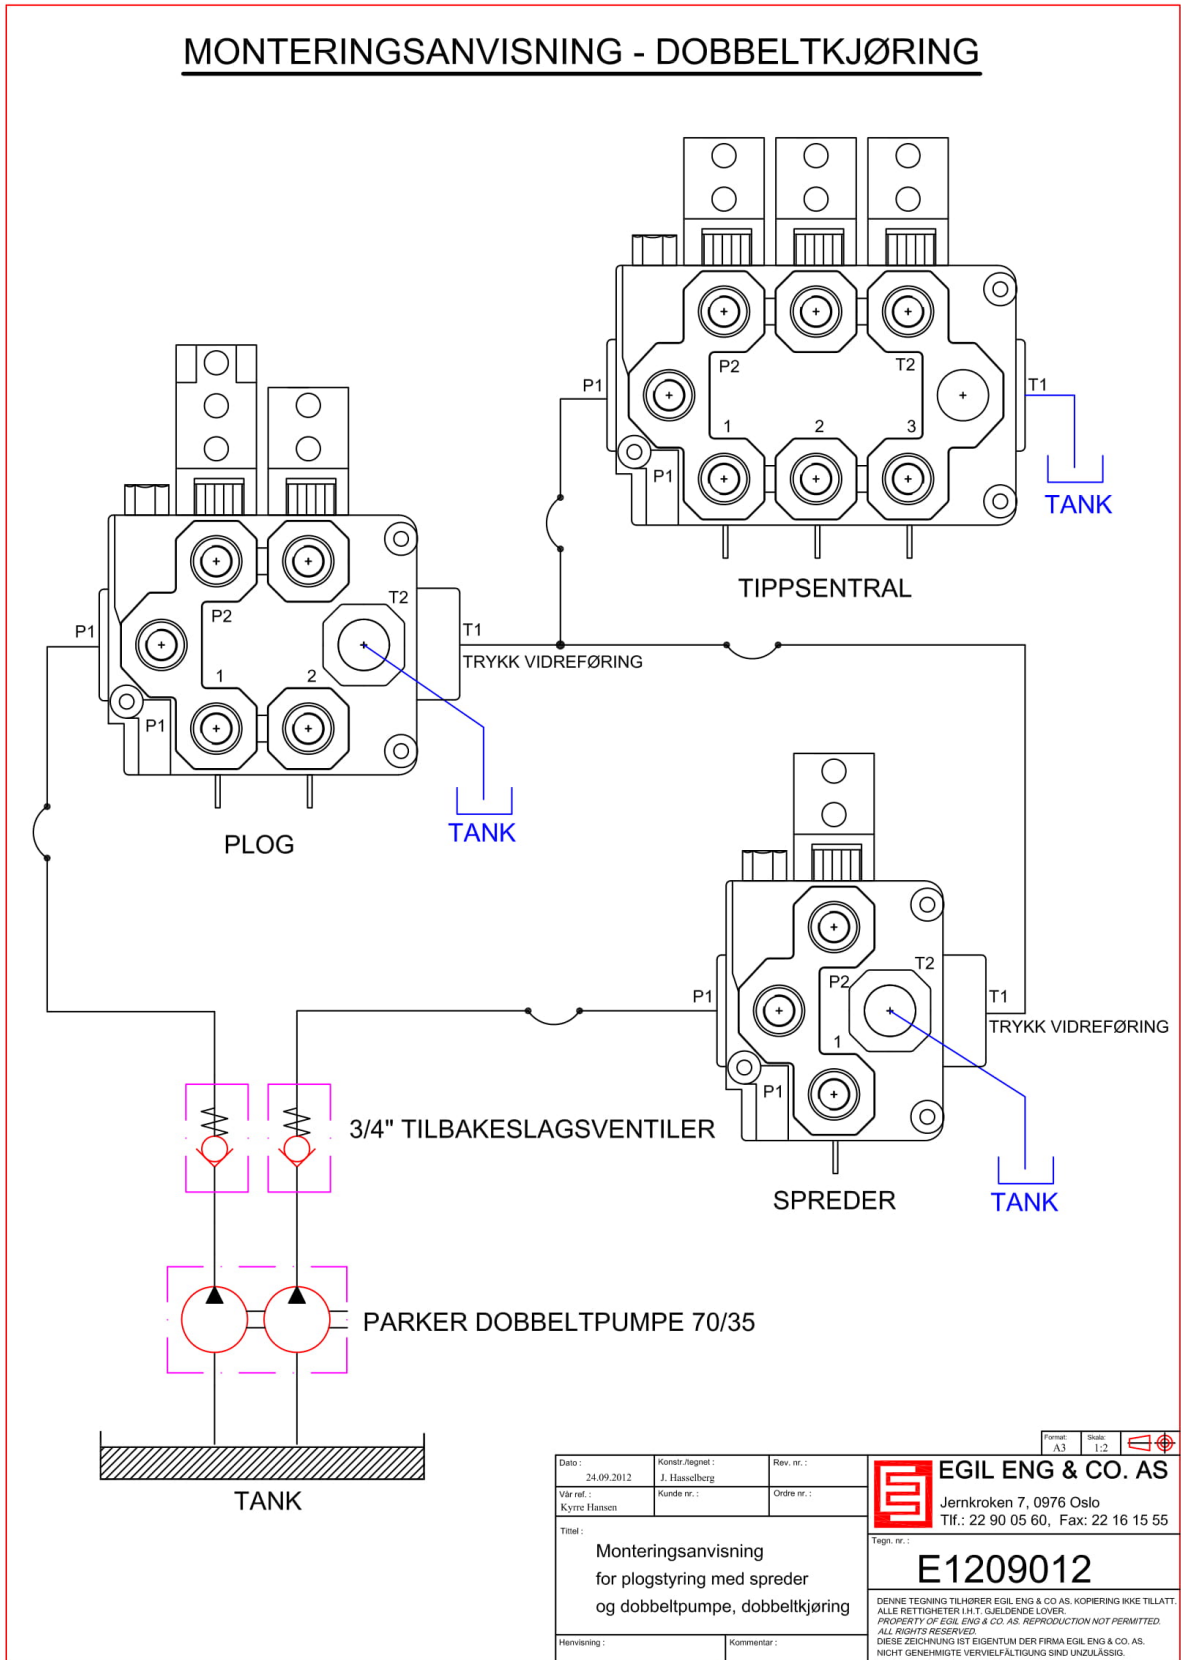 MONTERINGSANVISNING - DOBBELTKJØRING
P1
P2
T2
T1
1
2
3
P1
TANK
TIPPSENTRAL
P1
P2
T2
T1
TRYKK VIDREFØRING
1
2
P1
TANK
PLOG
P1
P2
T2
T1
TRYKK VIDREFØRING
1
P1
TANK
SPREDER
3/4" TILBAKESLAGSVENTILER
PARKER DOBBELTPUMPE 70/35
TANK
Format:
A3
Skala:
1:2
Dato :
24.09.2012
Konstr./tegnet :
J. Hasselberg
Rev. nr. :
Vår ref. :
Kyrre Hansen
Kunde nr. :
Ordre nr. :
Tittel :
Monteringsanvisning
for plogstyring med spreder
og dobbeltpumpe, dobbeltkjøring
Henvisning :
Kommentar :
EGIL ENG & CO. AS
Jernkroken 7, 0976 Oslo
Tlf.: 22 90 05 60, Fax: 22 16 15 55
Tegn. nr. :
E1209012
DENNE TEGNING TILHØRER EGIL ENG & CO AS. KOPIERING IKKE TILLATT.
ALLE RETTIGHETER I.H.T. GJELDENDE LOVER.
PROPERTY OF EGIL ENG & CO. AS. REPRODUCTION NOT PERMITTED.
ALL RIGHTS RESERVED.
DIESE ZEICHNUNG IST EIGENTUM DER FIRMA EGIL ENG & CO. AS.
NICHT GENEHMIGTE VERVIELFÄLTIGUNG SIND UNZULÄSSIG.